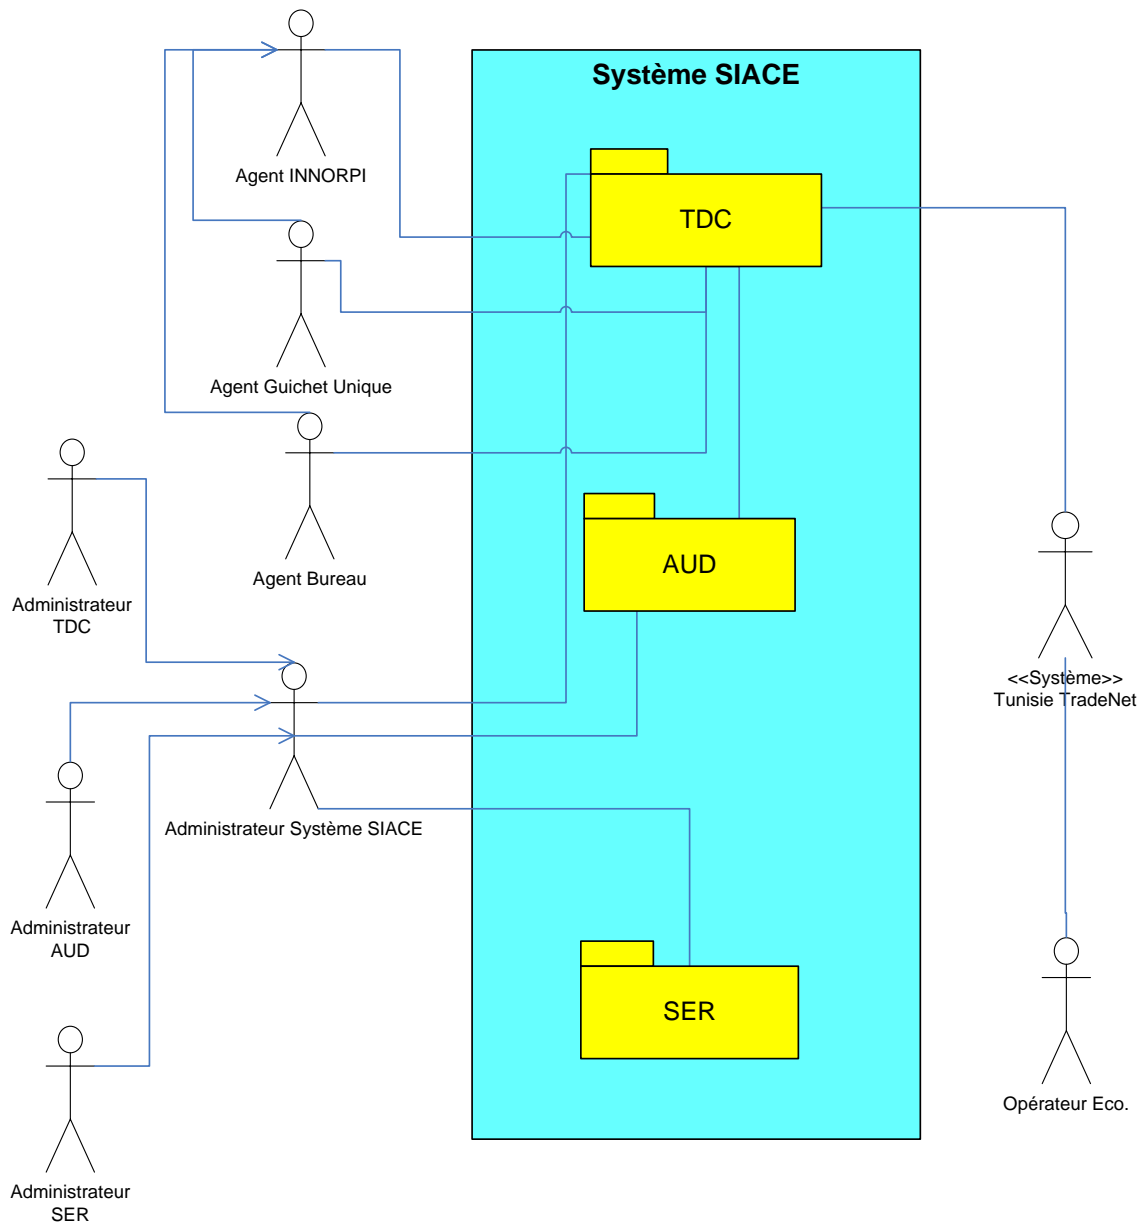 Système SIACE
Agent INNORPI
TDC
Agent Guichet Unique
Agent Bureau
AUD
Administrateur
TDC
<<Système>>
Tunisie TradeNet
Administrateur Système SIACE
Administrateur
AUD
SER
Opérateur Eco.
Administrateur
SER